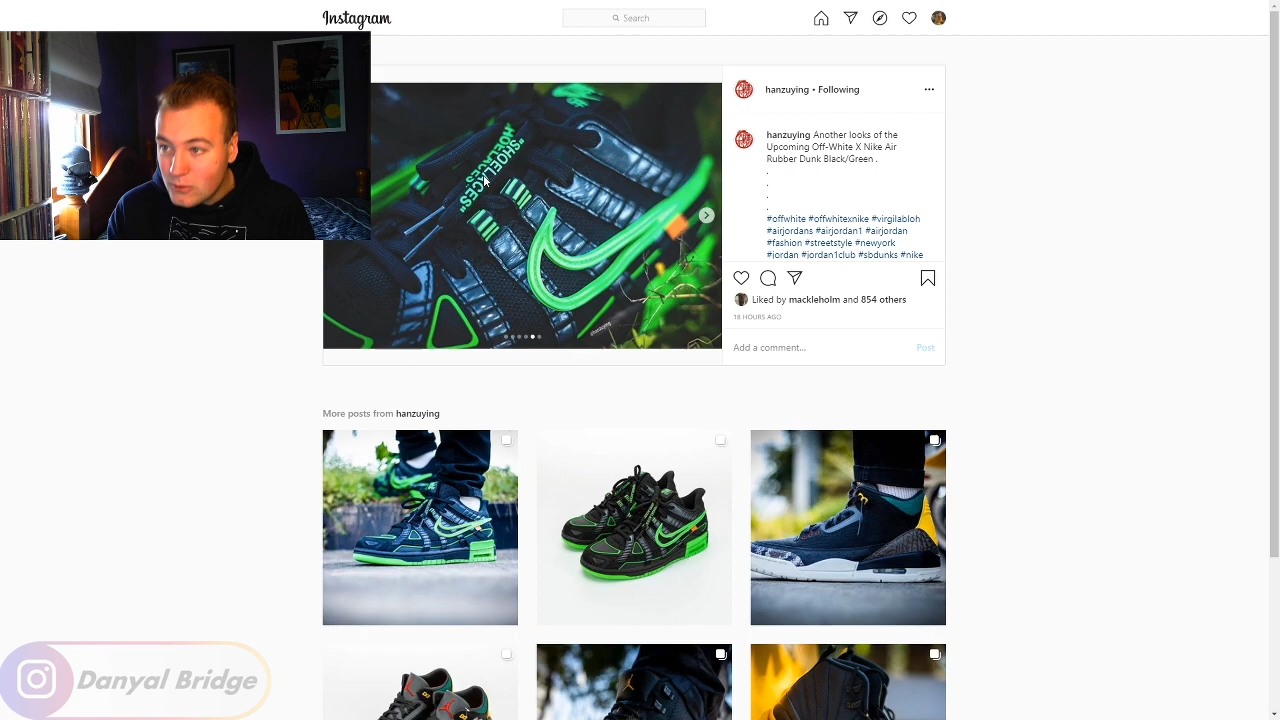 Instagram
Search
hanzuying • Following
hanzuying Another looks of the
Upcoming Off-White X Nike Air
Rubber Dunk Black/Green .
.
.
.
.
#offwhite #offwhitexnike #virgilabloh
#airjordans #airjordan1 #airjordan
#fashion #streetstyle #newyork
#jordan #jordan1club #sbdunks #nike
"SHOELACES"
Liked by mackleholm and 854 others
18 HOURS AGO
Add a comment...
Post
More posts from hanzuying
Danyal Bridge